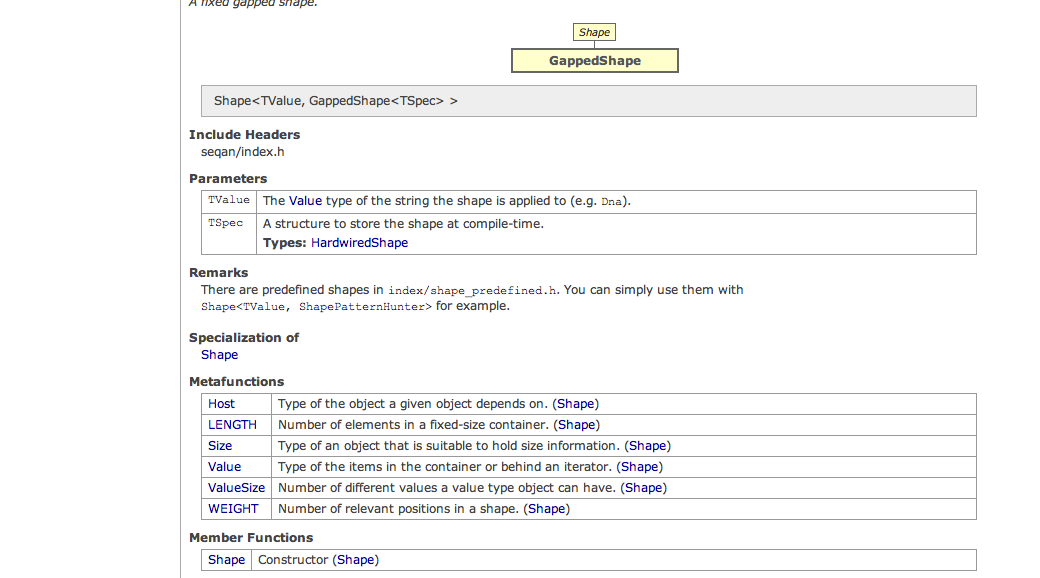 A fixed gapped shape.
Shape
GappedShape
Shape<TValue, GappedShape<TSpec> >
Include Headers
seqan/index.h
Parameters
TValue The Value type of the string the shape is applied to (e.g. Dna).
TSpec A structure to store the shape at compile-time.
Types: HardwiredShape
Remarks
There are predefined shapes in index/shape_predefined.h. You can simply use them with
Shape<TValue, ShapePatternHunter> for example.
Specialization of
Shape
Metafunctions
Host Type of the object a given object depends on. (Shape)
LENGTH Number of elements in a fixed-size container. (Shape)
Size Type of an object that is suitable to hold size information. (Shape)
Value Type of the items in the container or behind an iterator. (Shape)
ValueSize Number of different values a value type object can have. (Shape)
WEIGHT Number of relevant positions in a shape. (Shape)
Member Functions
Shape Constructor (Shape)